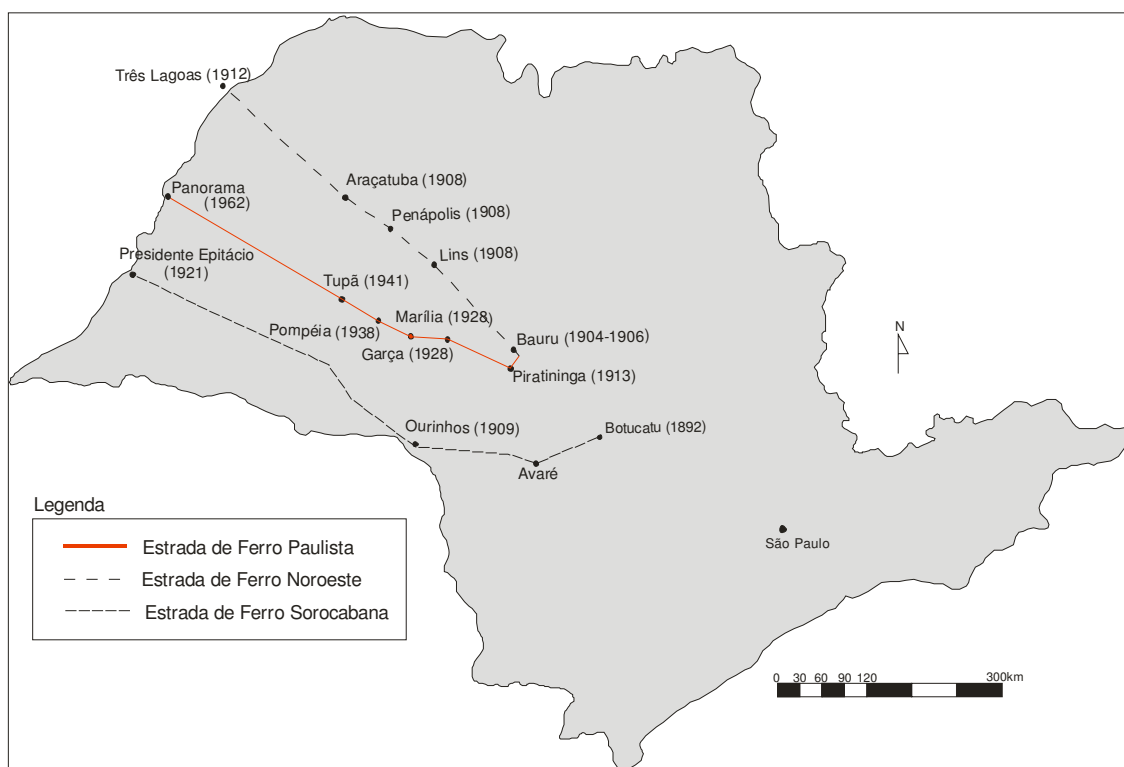 Três Lagoas (1912)
Araçatuba (1908)
Panorama
(1962)
Penápolis (1908)
Presidente Epitácio
(1921)
Lins (1908)
Tupã (1941)
Marília (1928)
Pompéia (1938)
Bauru (1904-1906)
Garça (1928)
Piratininga (1913)
N
Ourinhos (1909)
Botucatu (1892)
Avaré
São Paulo
Legenda
Estrada de Ferro Paulista
Estrada de Ferro Noroeste
Estrada de Ferro Sorocabana
0 30 60 90 120 300km